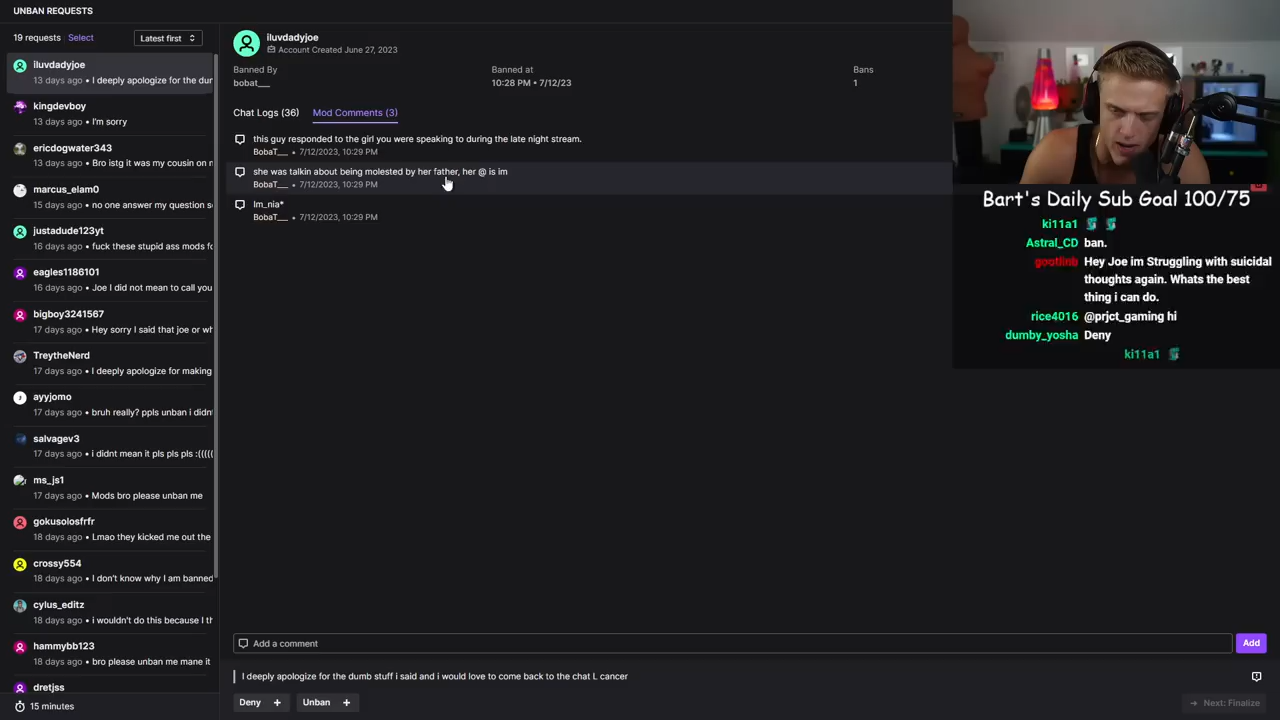 UNBAN REQUESTS
19 requests Select
Latest first
iluvdadyjoe
13 days ago • I deeply apologize for the dum
kingdevboy
13 days ago • I'm sorry
ericdogwater343
13 days ago • Bro istg it was my cousin on m
marcus_elam0
15 days ago • no one answer my question s
justadude123yt
16 days ago • fuck these stupid ass mods fo
eagles1186101
16 days ago • Joe I did not mean to call you
bigboy3241567
17 days ago • Hey sorry I said that joe or wh
TreytheNerd
17 days ago • I deeply apologize for making
ayyjomo
17 days ago • bruh really? ppls unban i didn
salvagev3
17 days ago • i didnt mean it pls pls pls :(((((
ms_js1
17 days ago • Mods bro please unban me
gokusolosfrfr
18 days ago • Lmao they kicked me out the
crossy554
18 days ago • I don't know why I am banned
cylus_editz
18 days ago • i wouldn't do this because I th
hammybb123
18 days ago • bro please unban me mane it
dretjss
15 minutes
iluvdadyjoe
Account Created June 27, 2023
Banned By
bobat__
Banned at
10:28 PM • 7/12/23
Bans
1
Chat Logs (36) Mod Comments (3)
this guy responded to the girl you were speaking to during the late night stream.
BobaT__ • 7/12/2023, 10:29 PM
she was talkin about being molested by her father, her @ is im
BobaT__ • 7/12/2023, 10:29 PM
Im_nia*
BobaT__ • 7/12/2023, 10:29 PM
Add a comment
Add
I deeply apologize for the dumb stuff i said and i would love to come back to the chat L cancer
Deny + Unban +
Next: Finalize
Bart's Daily Sub Goal 100/75
ki11a1
Astral_CD ban.
Hey Joe im Struggling with suicidal
thoughts again. Whats the best
thing i can do.
rice4016 @prjct_gaming hi
dumby_yosha Deny
ki11a1